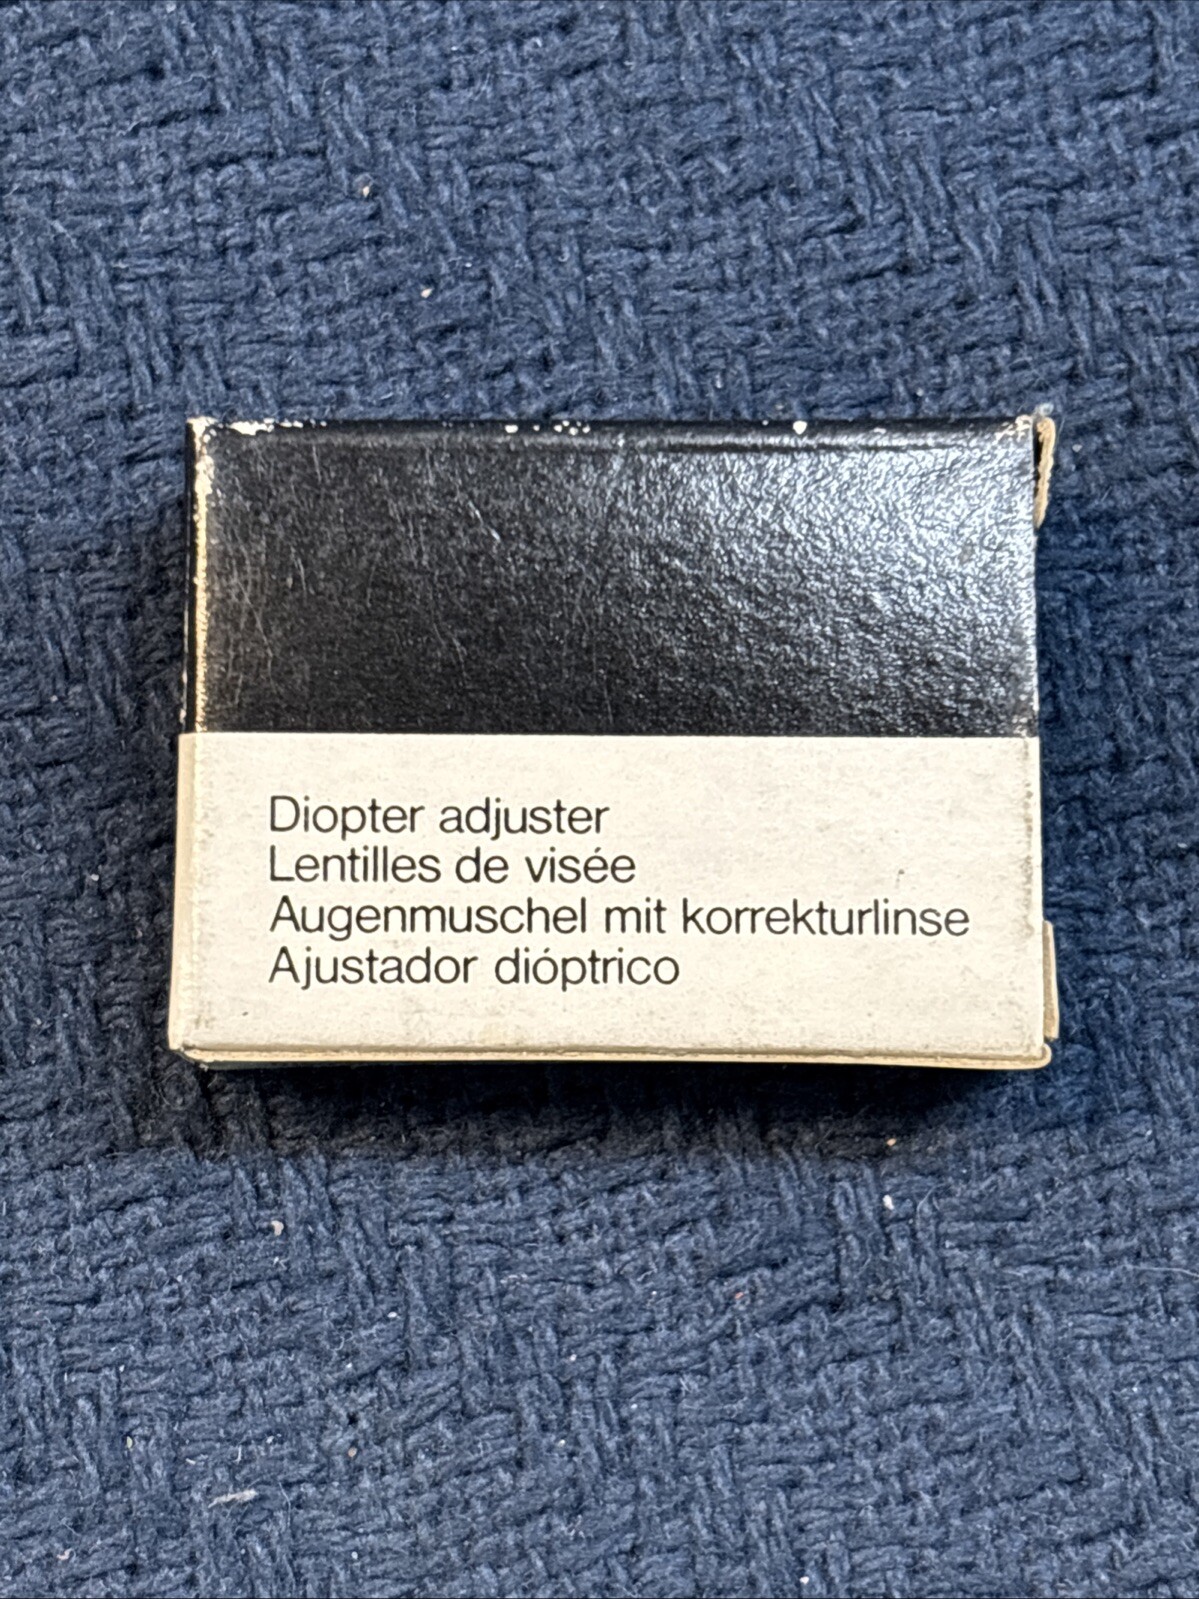 Diopter adjuster
Lentilles de visée
Augenmuschel mit korrekturlinse
Ajustador dióptrico